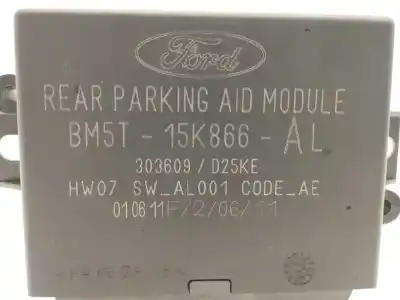 Ford
REAR PARKING AID MODULE
BM5T - 15K866 - AL
303609 / D25KE
HW07 SW_AL001 CODE_AE
010611F/2/06/11